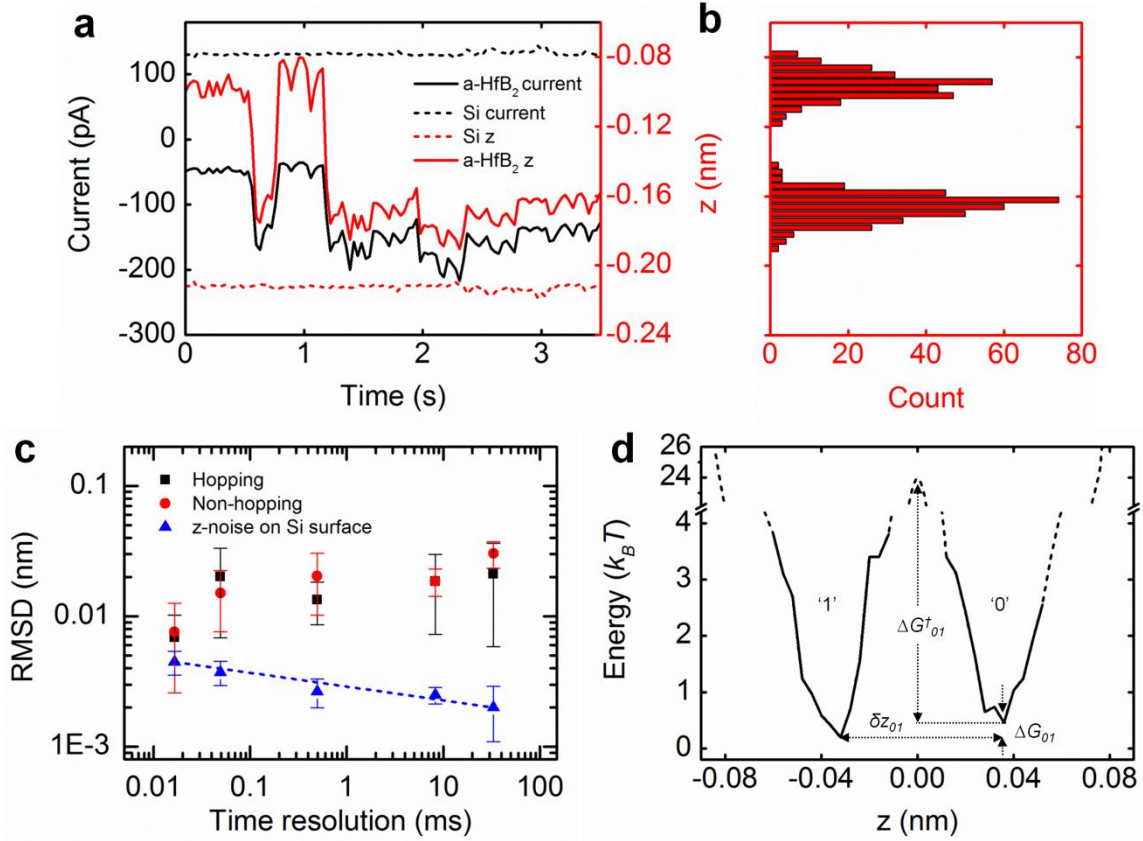 a
Current (pA)
100
0
-100
-200
-300
0
1
2
3
Time (s)
a-HfB₂ current
Si current
Si z
a-HfB₂ z
-0.08
-0.12
-0.16
-0.20
-0.24
z (nm)
b
0
20
40
60
80
Count
c
RMSD (nm)
0.1
0.01
1E-3
Hopping
Non-hopping
z-noise on Si surface
0.01
0.1
1
10
100
Time resolution (ms)
d
Energy (k_BT)
26
24
4
3
2
1
0
'1'
'0'
ΔG†₀₁
δz₀₁
ΔG₀₁
-0.08
-0.04
0.00
0.04
0.08
z (nm)